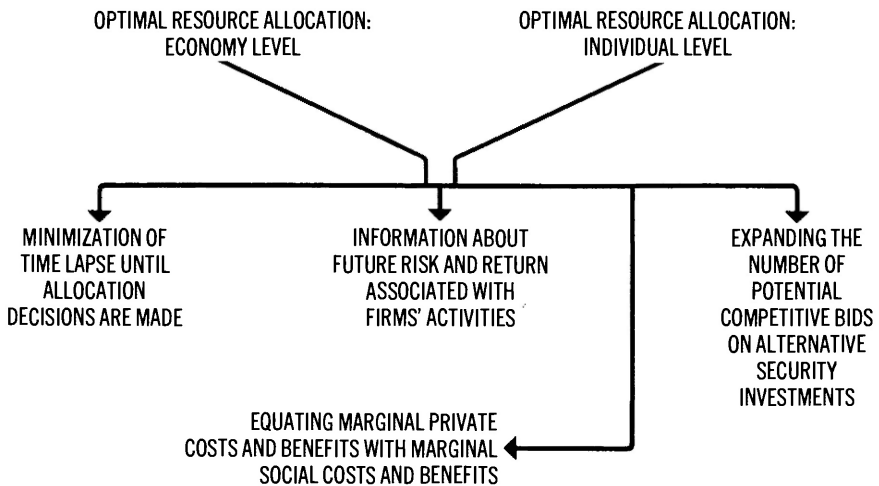 OPTIMAL RESOURCE ALLOCATION:
ECONOMY LEVEL
OPTIMAL RESOURCE ALLOCATION:
INDIVIDUAL LEVEL
MINIMIZATION OF
TIME LAPSE UNTIL
ALLOCATION
DECISIONS ARE MADE
INFORMATION ABOUT
FUTURE RISK AND RETURN
ASSOCIATED WITH
FIRMS' ACTIVITIES
EXPANDING THE
NUMBER OF
POTENTIAL
COMPETITIVE BIDS
ON ALTERNATIVE
SECURITY
INVESTMENTS
EQUATING MARGINAL PRIVATE
COSTS AND BENEFITS WITH MARGINAL
SOCIAL COSTS AND BENEFITS